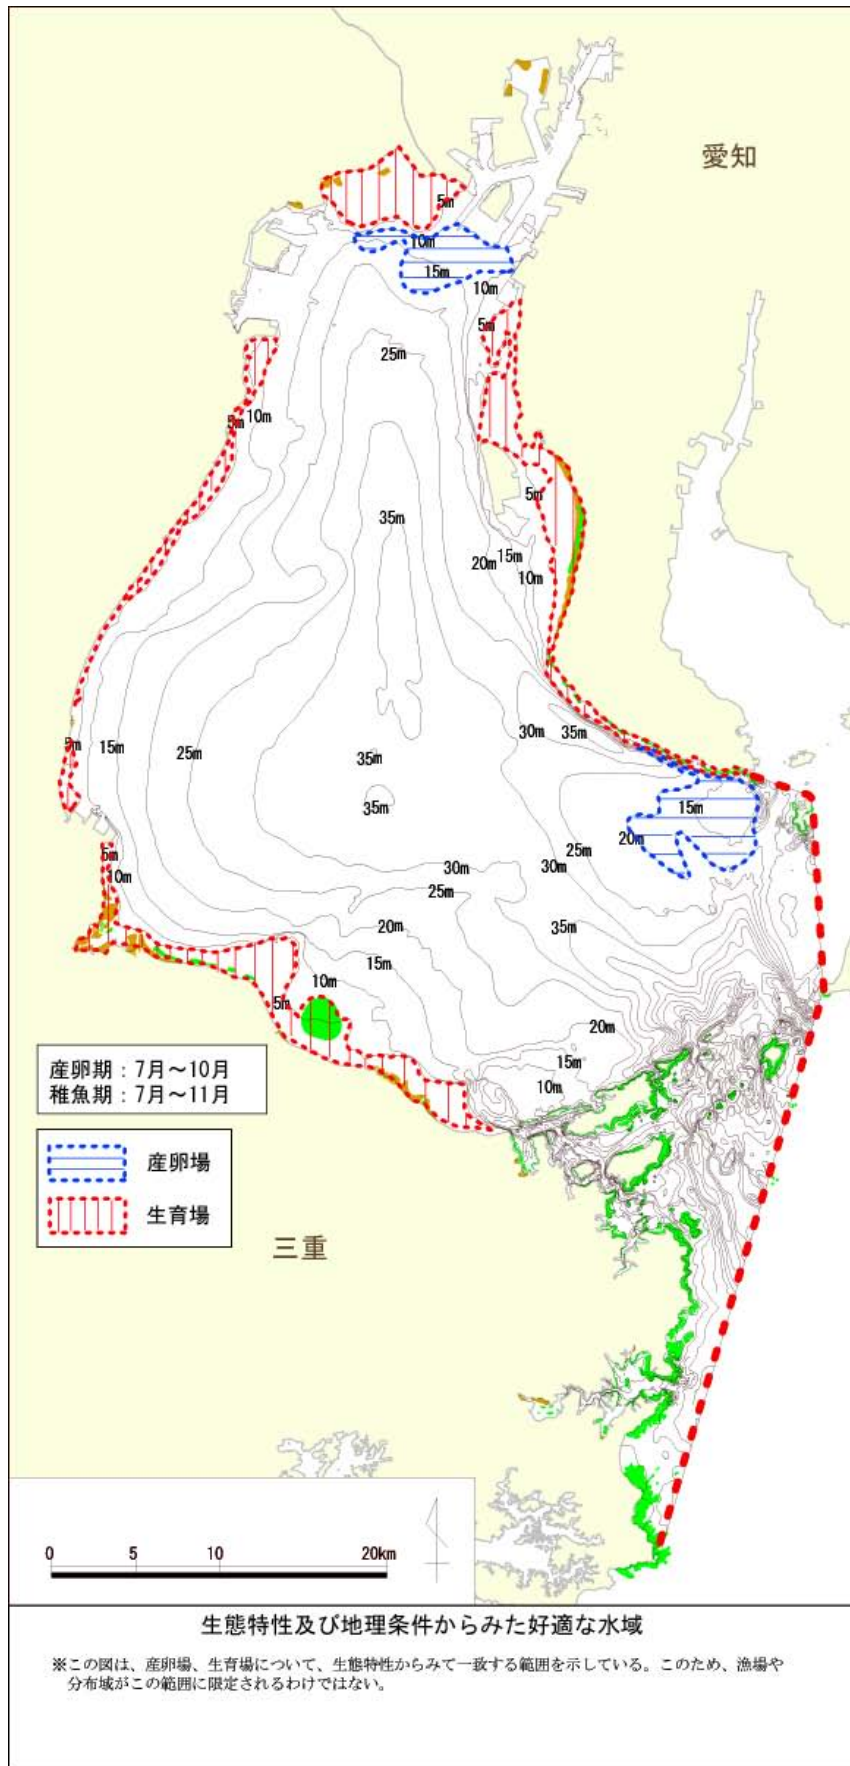 愛知
5m
10m
15m
10m
5m
25m
5m
10m
5m
35m
15m
20m
10m
30m
35m
5m
15m
25m
35m
15m
35m
20m
25m
5m
10m
30m
30m
25m
20m
35m
15m
10m
5m
20m
15m
10m
産卵期：7月～10月
稚魚期：7月～11月
産卵場
生育場
三重
0 5 10 20km
生態特性及び地理条件からみた好適な水域
※この図は、産卵場、生育場について、生態特性からみて一致する範囲を示している。このため、漁場や
分布域がこの範囲に限定されるわけではない。